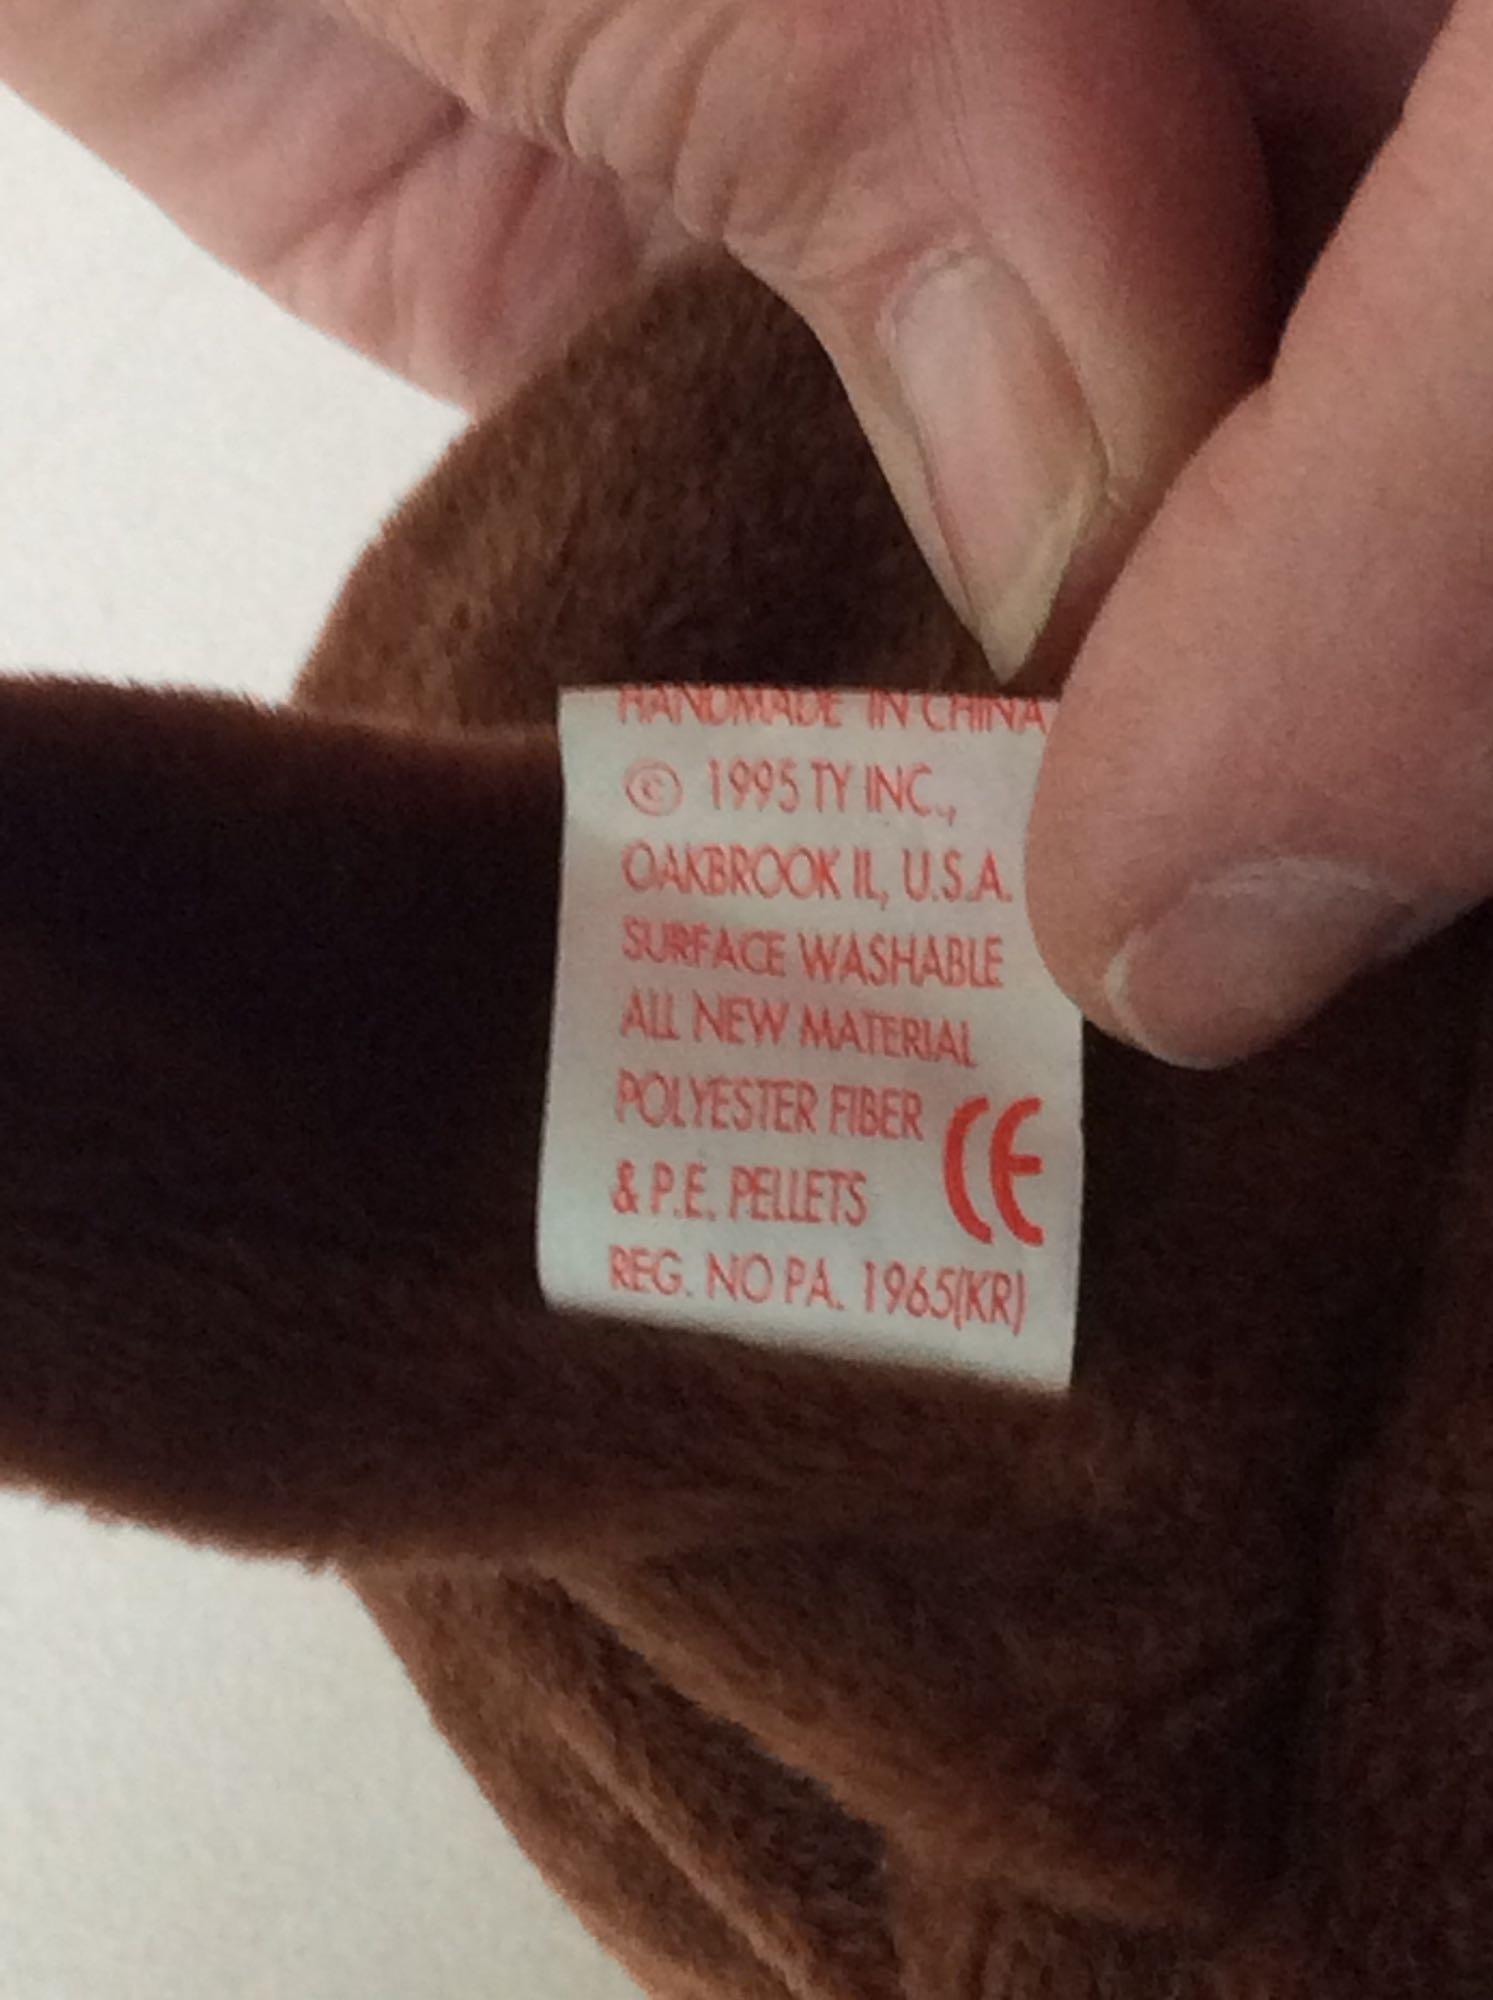 HANDMADE IN CHINA
© 1995 TY INC.,
OAKBROOK IL, U.S.A.
SURFACE WASHABLE
ALL NEW MATERIAL
POLYESTER FIBER
& P.E. PELLETS CE
REG. NO PA. 1965(KR)